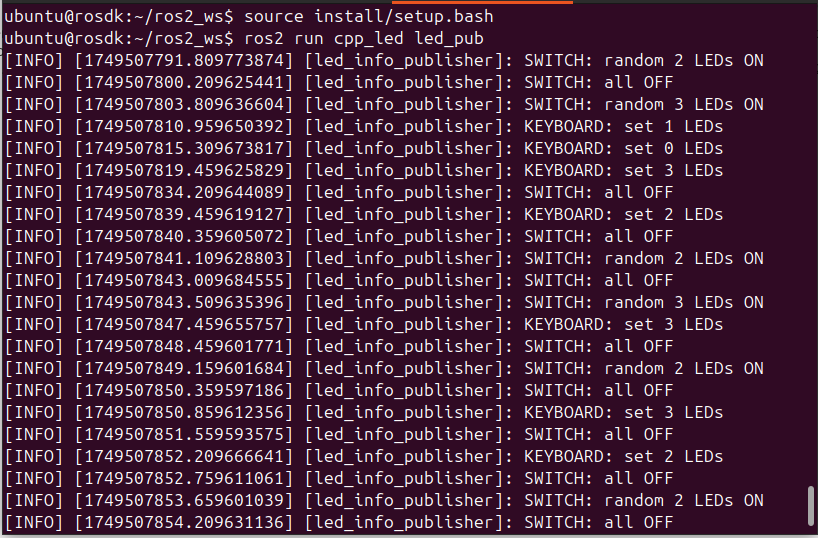 ubuntu@rosdk:~/ros2_ws$ source install/setup.bash
ubuntu@rosdk:~/ros2_ws$ ros2 run cpp_led led_pub
[INFO] [1749507791.809773874] [led_info_publisher]: SWITCH: random 2 LEDs ON
[INFO] [1749507800.209625441] [led_info_publisher]: SWITCH: all OFF
[INFO] [1749507803.809636604] [led_info_publisher]: SWITCH: random 3 LEDs ON
[INFO] [1749507810.959650392] [led_info_publisher]: KEYBOARD: set 1 LEDs
[INFO] [1749507815.309673817] [led_info_publisher]: KEYBOARD: set 0 LEDs
[INFO] [1749507819.459625829] [led_info_publisher]: KEYBOARD: set 3 LEDs
[INFO] [1749507834.209644089] [led_info_publisher]: SWITCH: all OFF
[INFO] [1749507839.459619127] [led_info_publisher]: KEYBOARD: set 2 LEDs
[INFO] [1749507840.359605072] [led_info_publisher]: SWITCH: all OFF
[INFO] [1749507841.109628803] [led_info_publisher]: SWITCH: random 2 LEDs ON
[INFO] [1749507843.009684555] [led_info_publisher]: SWITCH: all OFF
[INFO] [1749507843.509635396] [led_info_publisher]: SWITCH: random 3 LEDs ON
[INFO] [1749507847.459655757] [led_info_publisher]: KEYBOARD: set 3 LEDs
[INFO] [1749507848.459601771] [led_info_publisher]: SWITCH: all OFF
[INFO] [1749507849.159601684] [led_info_publisher]: SWITCH: random 2 LEDs ON
[INFO] [1749507850.359597186] [led_info_publisher]: SWITCH: all OFF
[INFO] [1749507850.859612356] [led_info_publisher]: KEYBOARD: set 3 LEDs
[INFO] [1749507851.559593575] [led_info_publisher]: SWITCH: all OFF
[INFO] [1749507852.209666641] [led_info_publisher]: KEYBOARD: set 2 LEDs
[INFO] [1749507852.759611061] [led_info_publisher]: SWITCH: all OFF
[INFO] [1749507853.659601039] [led_info_publisher]: SWITCH: random 2 LEDs ON
[INFO] [1749507854.209631136] [led_info_publisher]: SWITCH: all OFF